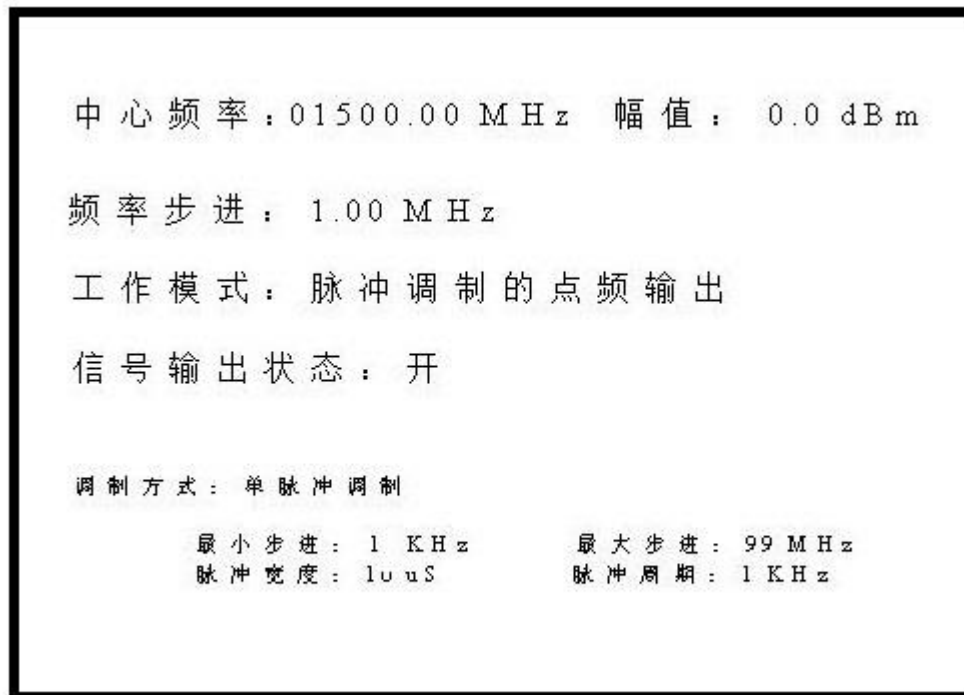 中心频率：01500.00 MHz 幅值： 0.0 dBm
频率步进： 1.00 MHz
工作模式： 脉冲调制的点频输出
信号输出状态： 开
调制方式： 单脉冲调制
最小步进： 1 KHz 最大步进： 99 MHz
脉冲宽度： 10 uS 脉冲周期： 1 KHz